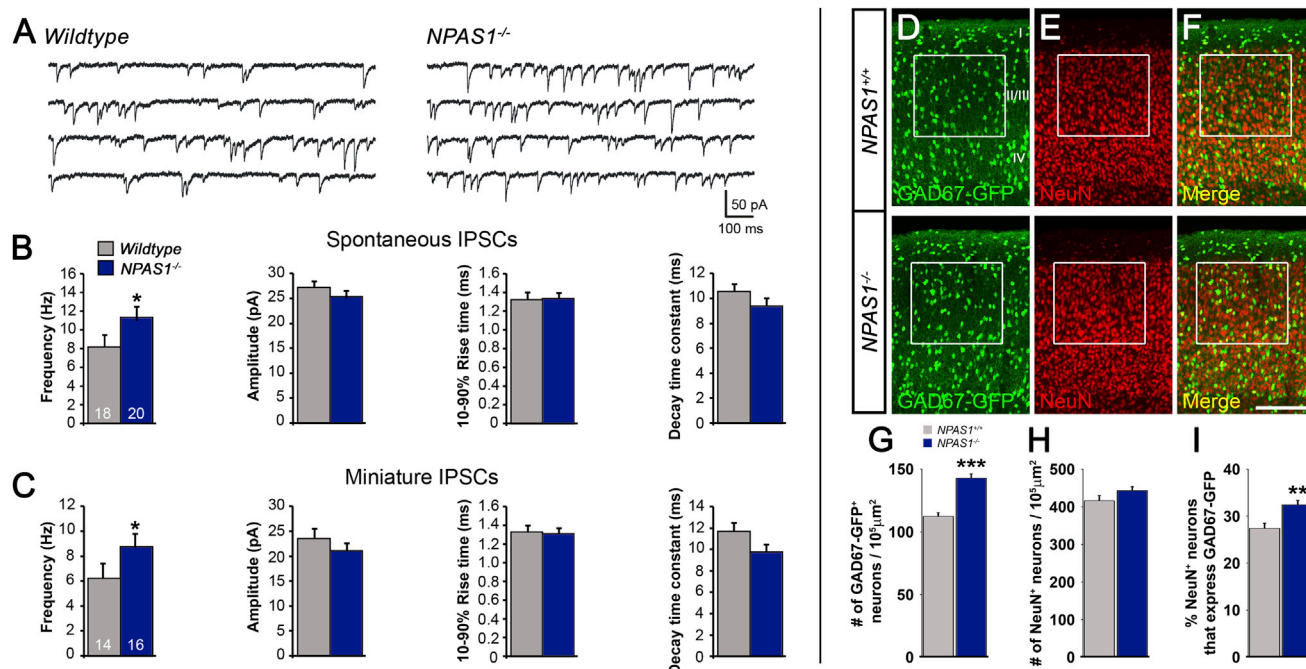 A Wildtype
NPAS1-/-
50 pA
100 ms
B
Wildtype
NPAS1-/-
Spontaneous IPSCs
Frequency (Hz)
16
14
12
10
8
6
4
2
0
*
18
20
Amplitude (pA)
30
25
20
15
10
5
0
10-90% Rise time (ms)
1.6
1.4
1.2
1.0
0.8
0.6
0.4
0.2
0
Decay time constant (ms)
12
10
8
6
4
2
0
C
Miniature IPSCs
Frequency (Hz)
12
10
8
6
4
2
0
*
14
16
Amplitude (pA)
30
25
20
15
10
5
0
10-90% Rise time (ms)
1.6
1.4
1.2
1.0
0.8
0.6
0.4
0.2
0
Decay time constant (ms)
14
12
10
8
6
4
2
0
NPAS1+/+
D
I
II/III
IV
GAD67-GFP
E
NeuN
F
Merge
NPAS1-/-
GAD67-GFP
NeuN
Merge
G
NPAS1+/+
NPAS1-/-
# of GAD67-GFP+
neurons / 10⁵µm²
150
100
50
0
***
H
# of NeuN+ neurons / 10⁵µm²
500
400
300
200
100
0
I
% NeuN+ neurons
that express GAD67-GFP
40
30
20
10
0
**